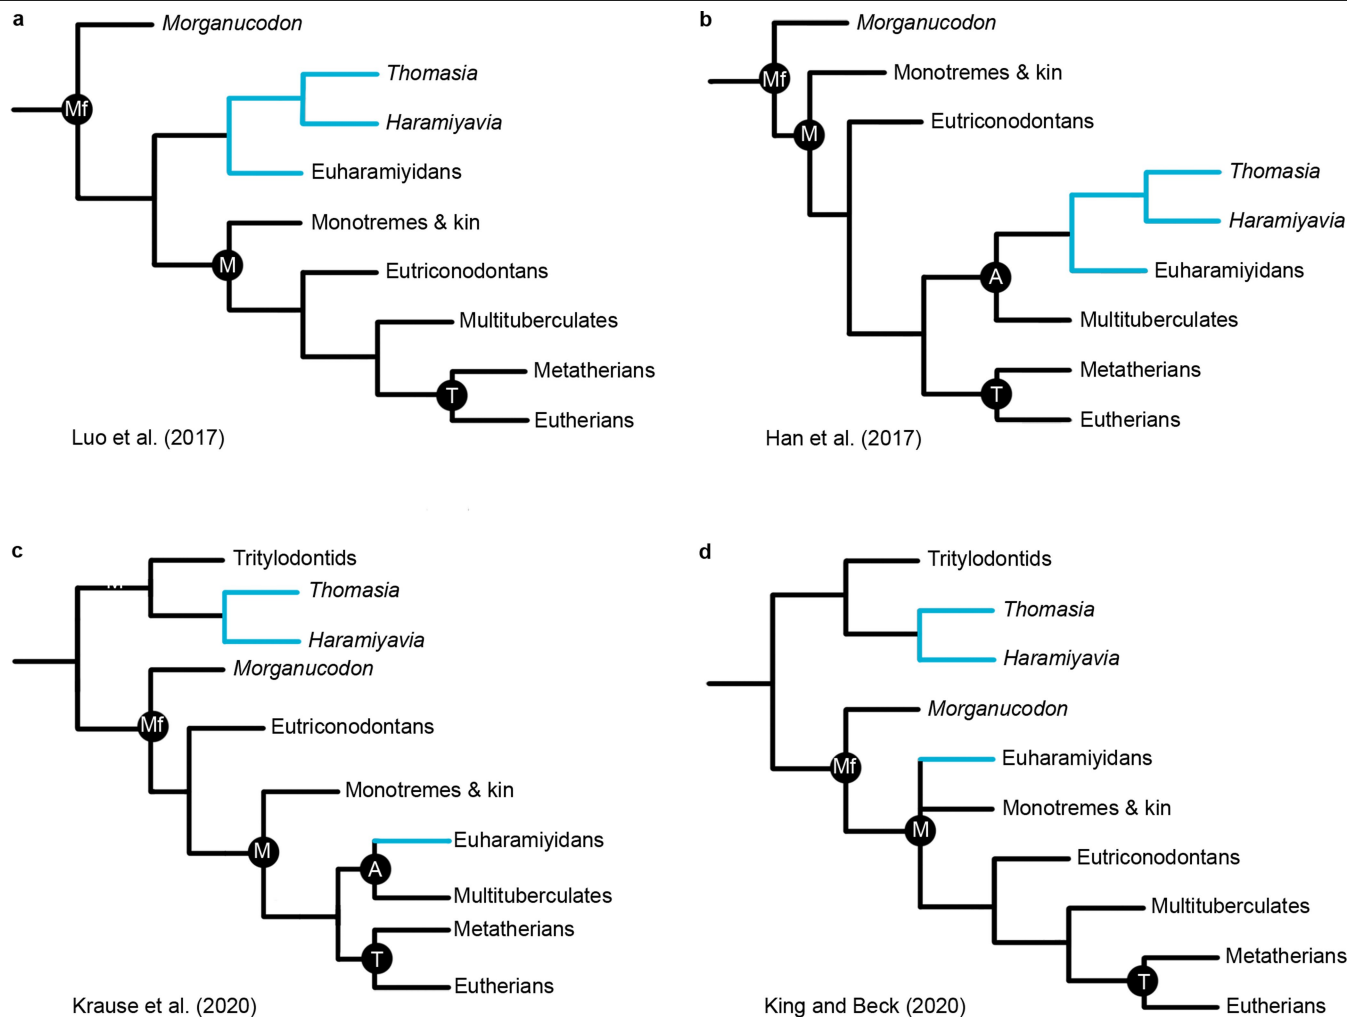 a
Morganucodon
Thomasia
Mf
Haramiyavia
Euharamiyidans
Monotremes & kin
M
Eutriconodontans
Multituberculates
Metatherians
T
Eutherians
Luo et al. (2017)
b
Morganucodon
Mf
Monotremes & kin
Eutriconodontans
M
Thomasia
Haramiyavia
Euharamiyidans
A
Multituberculates
Metatherians
T
Eutherians
Han et al. (2017)
c
Tritylodontids
Thomasia
Haramiyavia
Morganucodon
Mf
Eutriconodontans
Monotremes & kin
Euharamiyidans
M
A
Multituberculates
Metatherians
T
Eutherians
Krause et al. (2020)
d
Tritylodontids
Thomasia
Haramiyavia
Morganucodon
Euharamiyidans
Mf
Monotremes & kin
M
Eutriconodontans
Multituberculates
Metatherians
T
Eutherians
King and Beck (2020)